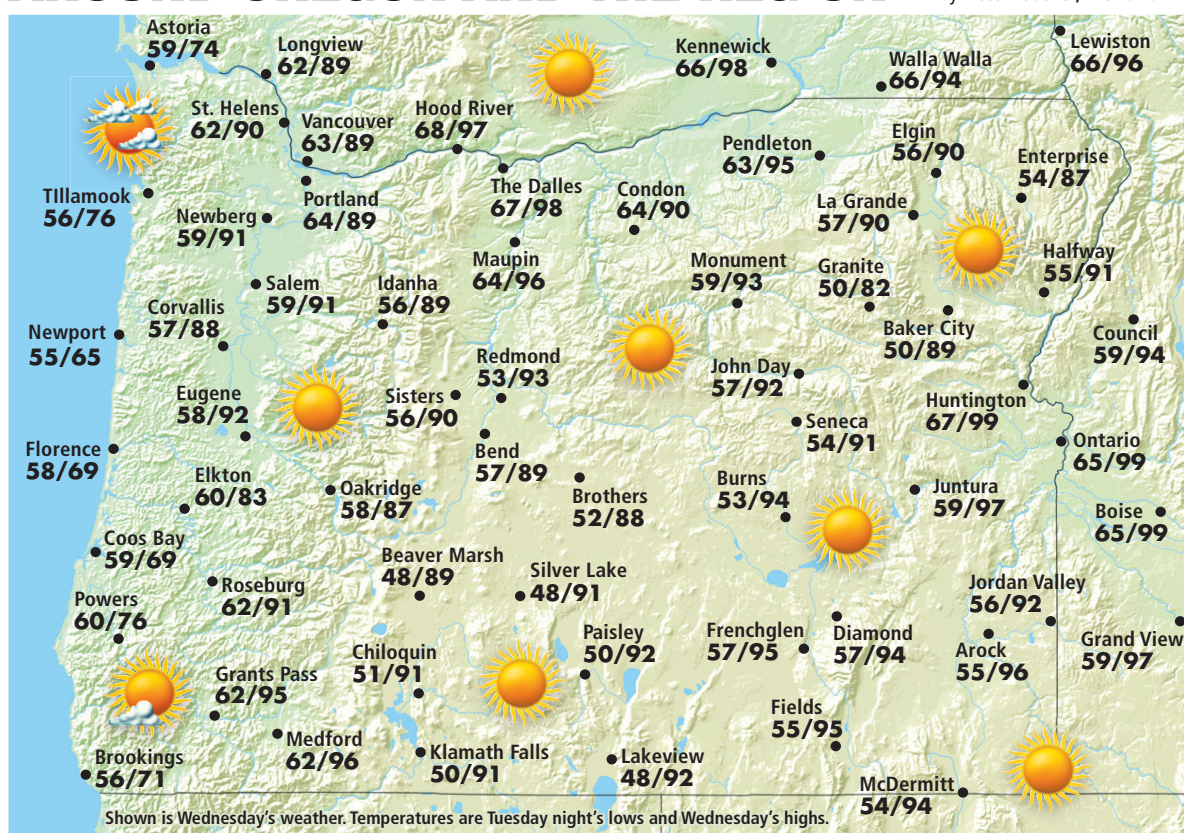 Astoria
59/74
Longview
62/89
Kennewick
66/98
Walla Walla
66/94
Lewiston
66/96
St. Helens
62/90
Vancouver
63/89
Hood River
68/97
Pendleton
63/95
Elgin
56/90
Enterprise
54/87
TIllamook
56/76
Newberg
59/91
Portland
64/89
The Dalles
67/98
Condon
64/90
La Grande
57/90
Maupin
64/96
Monument
59/93
Granite
50/82
Halfway
55/91
Salem
59/91
Idanha
56/89
Corvallis
57/88
Newport
55/65
Baker City
50/89
Council
59/94
Redmond
53/93
John Day
57/92
Eugene
58/92
Sisters
56/90
Huntington
67/99
Seneca
54/91
Florence
58/69
Bend
57/89
Ontario
65/99
Elkton
60/83
Oakridge
58/87
Brothers
52/88
Burns
53/94
Juntura
59/97
Boise
65/99
Coos Bay
59/69
Beaver Marsh
48/89
Silver Lake
48/91
Roseburg
62/91
Jordan Valley
56/92
Powers
60/76
Paisley
50/92
Frenchglen
57/95
Diamond
57/94
Arock
55/96
Grand View
59/97
Chiloquin
51/91
Grants Pass
62/95
Fields
55/95
Medford
62/96
Klamath Falls
50/91
Lakeview
48/92
Brookings
56/71
McDermitt
54/94
Shown is Wednesday's weather. Temperatures are Tuesday night's lows and Wednesday's highs.